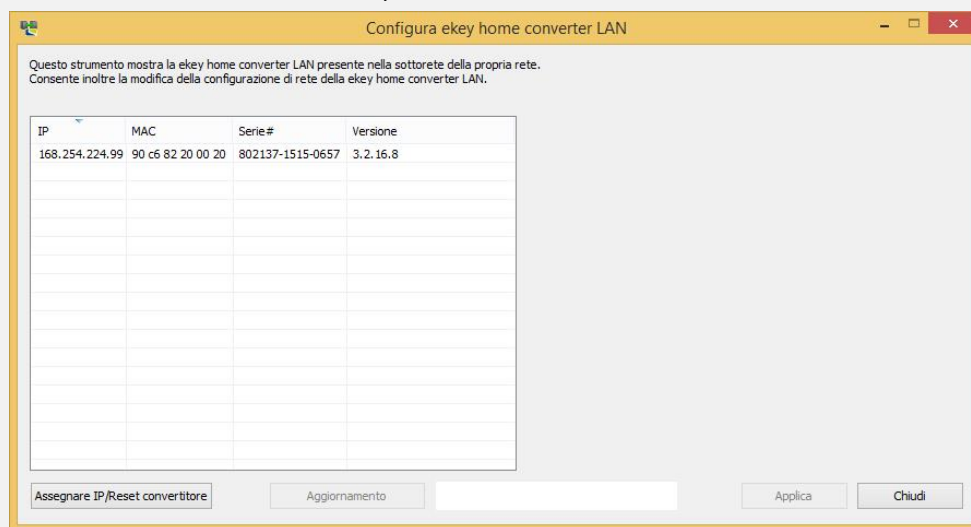 Configura ekey home converter LAN
Questo strumento mostra la ekey home converter LAN presente nella sottorete della propria rete.
Consente inoltre la modifica della configurazione di rete della ekey home converter LAN.
IP MAC Serie# Versione
168.254.224.99 90 c6 82 20 00 20 802137-1515-0657 3.2.16.8
Assegnare IP/Reset convertitore Aggiornamento Applica Chiudi